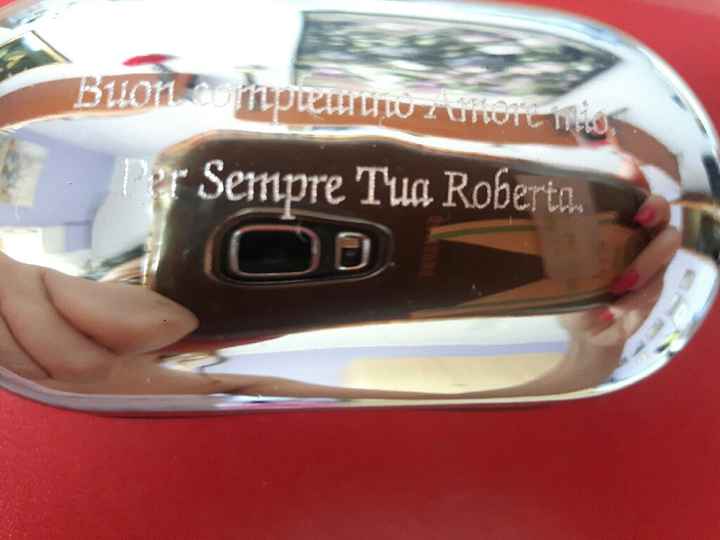 Buon compleanno Amore mio.
Per Sempre Tua Roberta.